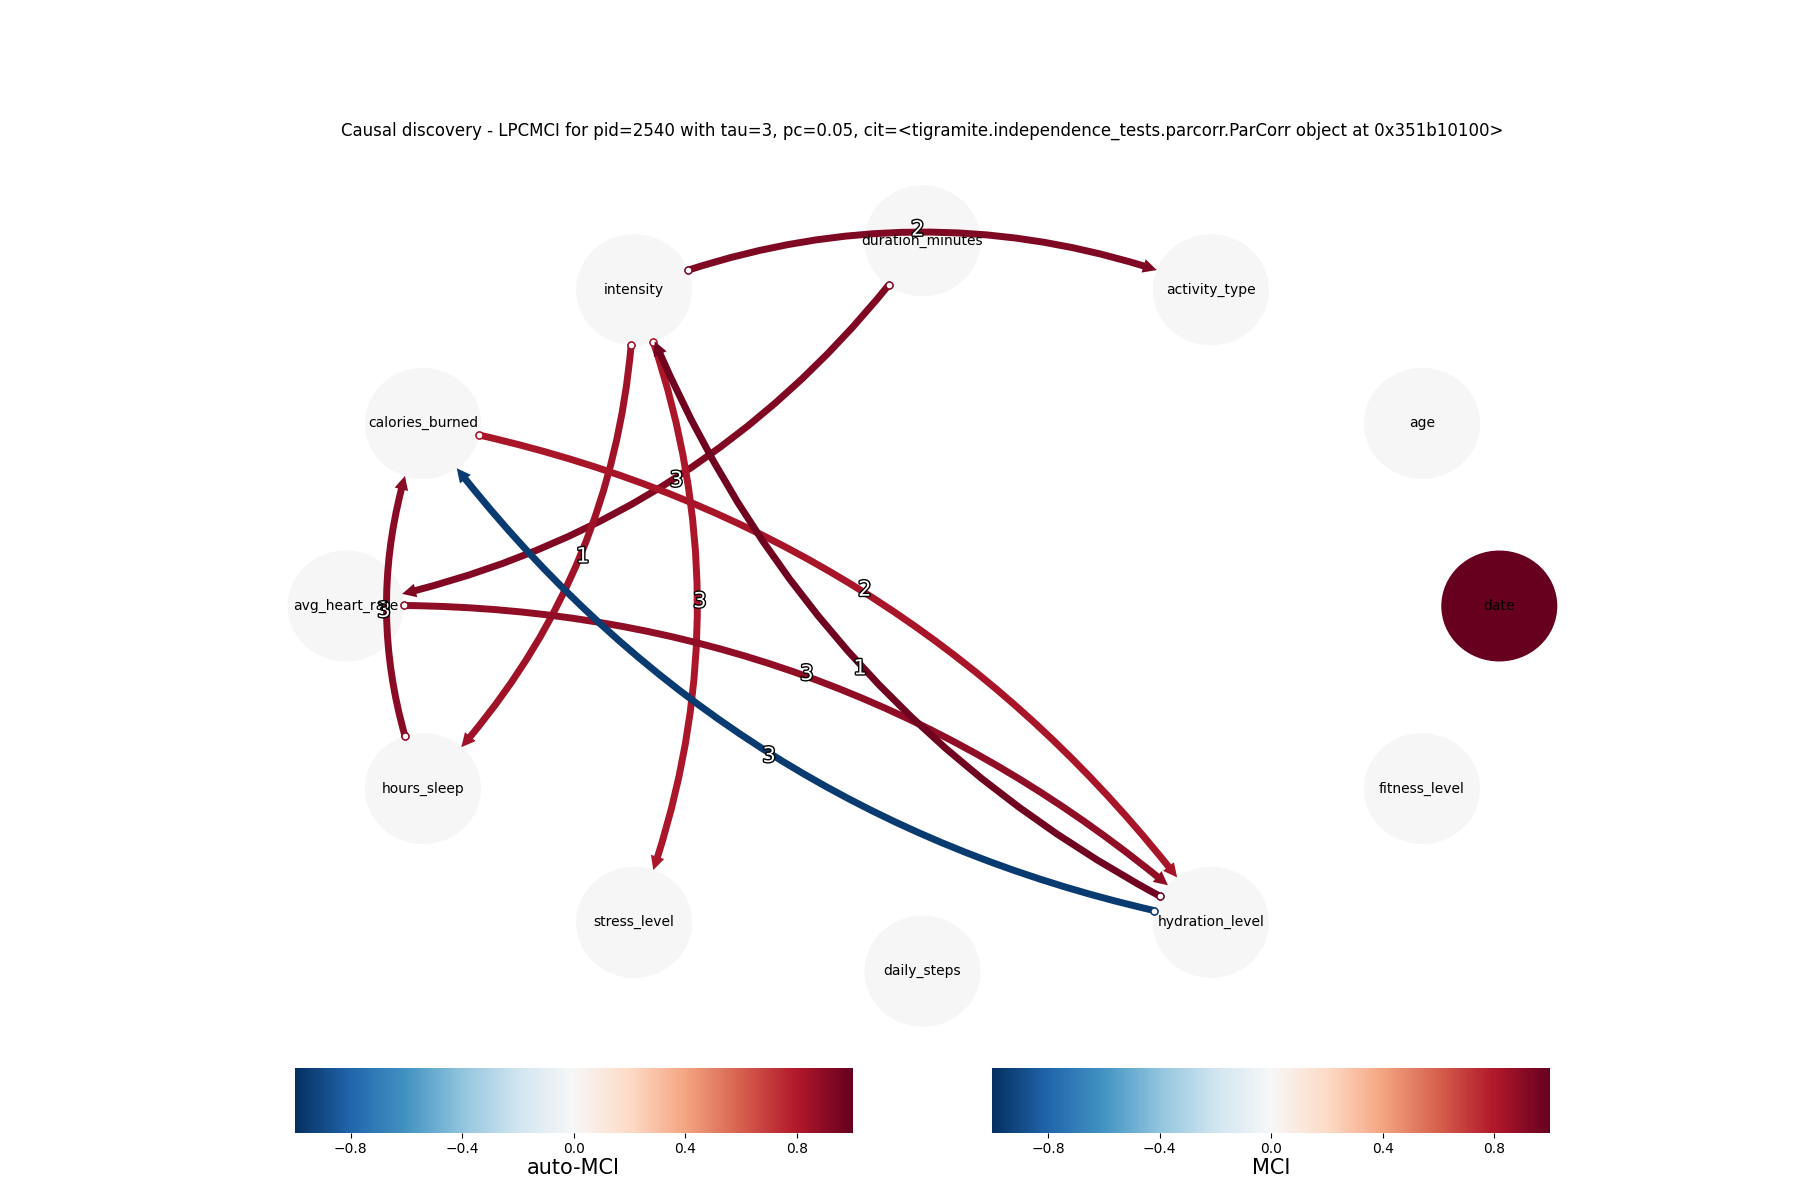 Causal discovery - LPCMCI for pid=2540 with tau=3, pc=0.05, cit=<tigramite.independence_tests.parcorr.ParCorr object at 0x351b10100>
2
duration_minutes
intensity
activity_type
calories_burned
age
3
1
2
3
avg_heart_rate
3
date
1
3
3
hours_sleep
fitness_level
stress_level
hydration_level
daily_steps
−0.8 −0.4 0.0 0.4 0.8
auto-MCI
−0.8 −0.4 0.0 0.4 0.8
MCI